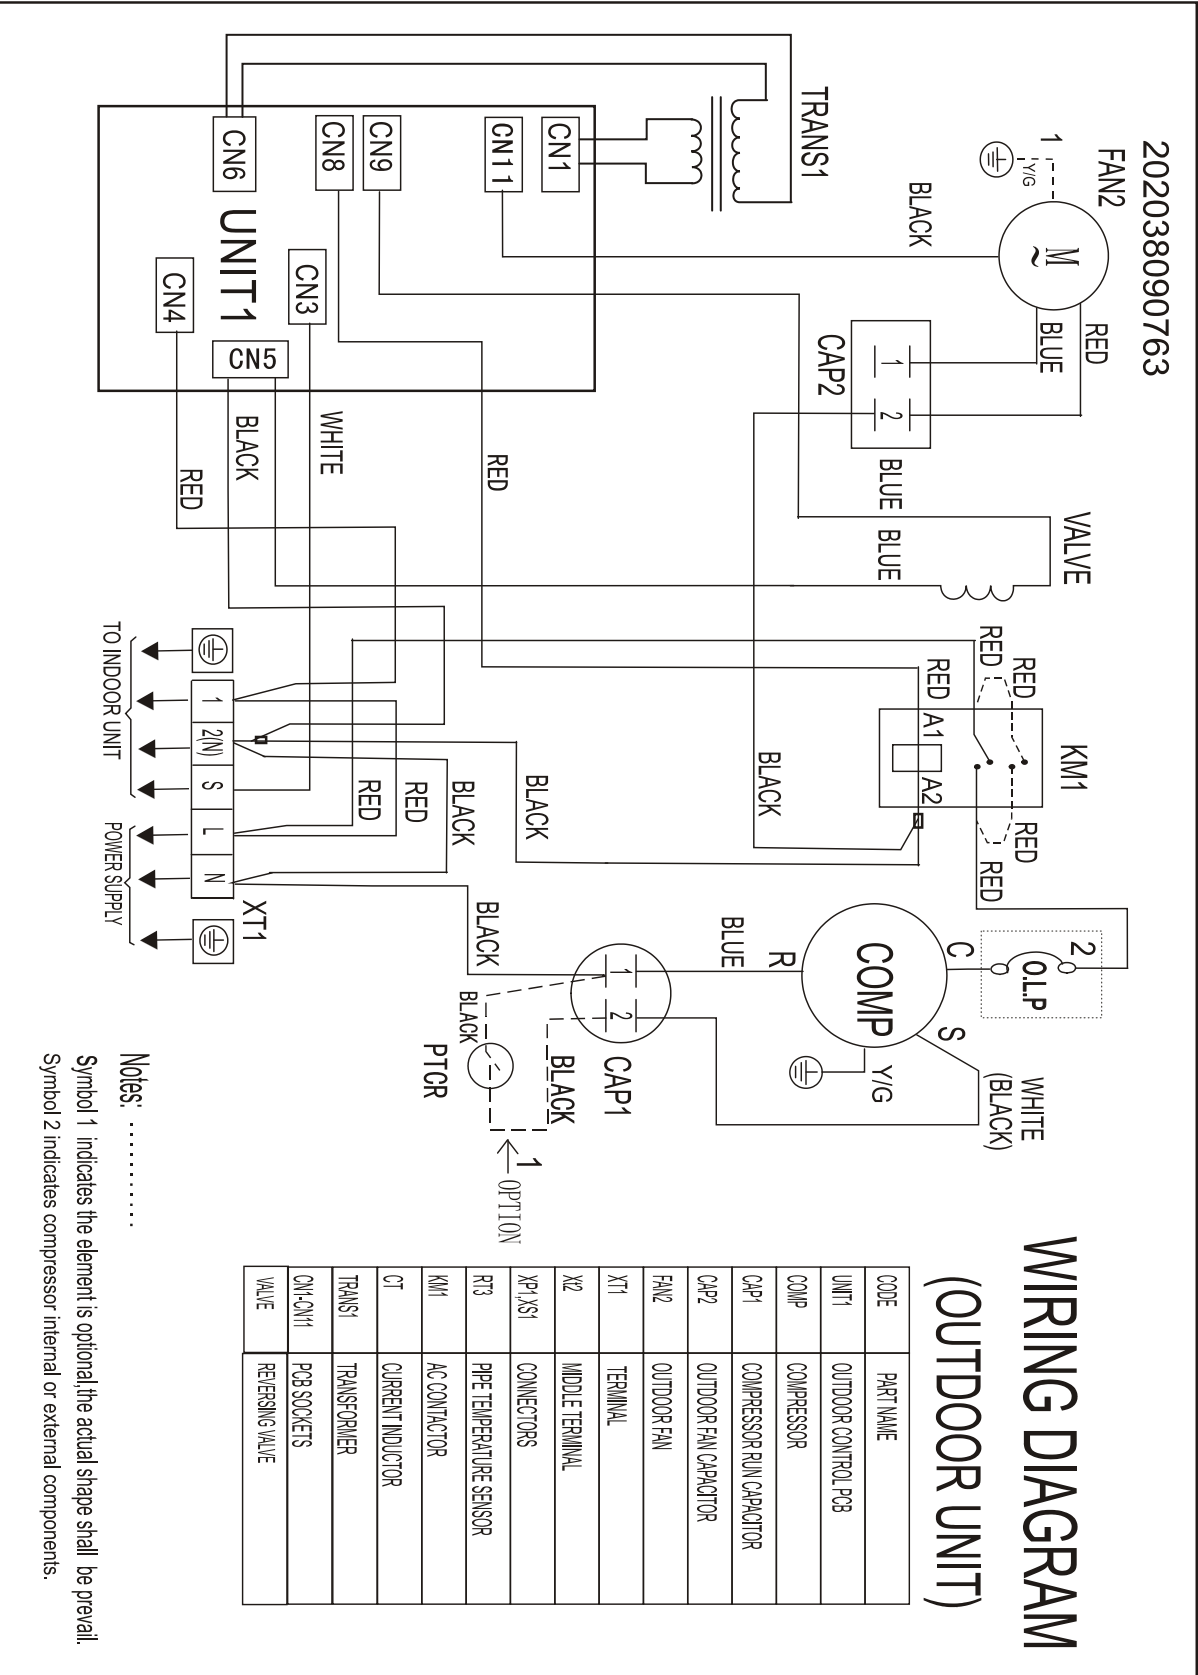 WIRING DIAGRAM
(OUTDOOR UNIT)
202038090763
FAN2
1
Y/G
M
~
RED
BLUE
BLACK
TRANS1
CN1
CN11
CN9
CN8
CN6
UNIT1
CN3
CN4
CN5
CAP2
1
2
BLUE
VALVE
BLUE
RED
WHITE
BLACK
RED
RED
RED
RED
KM1
A1
A2
RED
RED
BLACK
BLACK
BLACK
RED
RED
TO INDOOR UNIT
1
2(N)
S
L
N
POWER SUPPLY
XT1
BLACK
BLUE
R
COMP
C
S
2
O.L.P
Y/G
WHITE
(BLACK)
1
2
CAP1
BLACK
BLACK
PTCR
1
OPTION
CODE PART NAME
UNIT1 OUTDOOR CONTROL PCB
COMP COMPRESSOR
CAP1 COMPRESSOR RUN CAPACITOR
CAP2 OUTDOOR FAN CAPACITOR
FAN2 OUTDOOR FAN
XT1 TERMINAL
Xt2 MIDDLE TERMINAL
XP1,XS1 CONNECTORS
RT3 PIPE TEMPERATURE SENSOR
KM1 AC CONTACTOR
CT CURRENT INDUCTOR
TRANS1 TRANSFORMER
CN1-CN11 PCB SOCKETS
VALVE REVERSING VALVE
Notes: ...........
Symbol 1 indicates the element is optional,the actual shape shall be prevail.
Symbol 2 indicates compressor internal or external components.